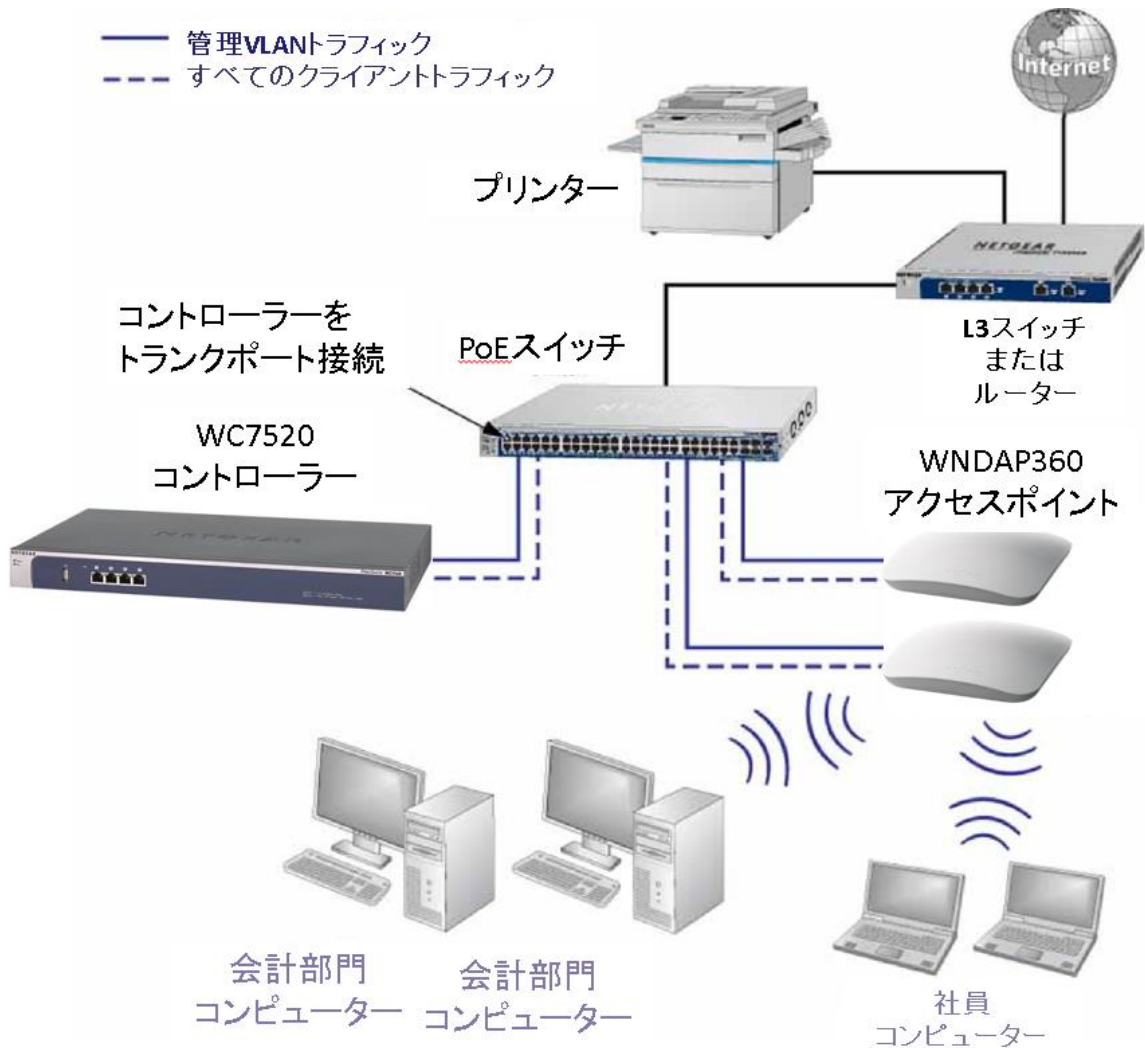 管理VLANトラフィック
すべてのクライアントトラフィック
Internet
プリンター
NETGEAR
コントローラーを
トランクポート接続
PoEスイッチ
L3スイッチ
または
ルーター
WC7520
コントローラー
WNDAP360
アクセスポイント
NETGEAR
会計部門
コンピューター
会計部門
コンピューター
社員
コンピューター